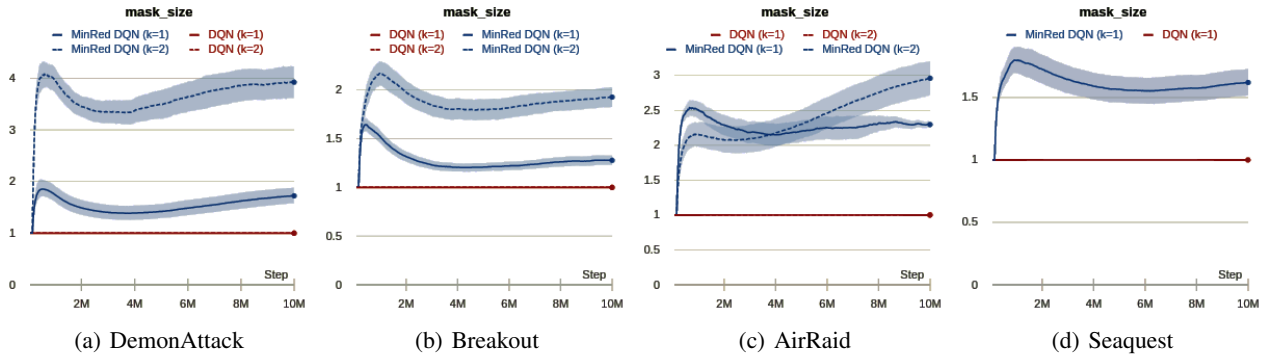 mask_size
MinRed DQN (k=1) DQN (k=1)
MinRed DQN (k=2) DQN (k=2)
4
3
2
1
0
Step
2M 4M 6M 8M 10M
(a) DemonAttack
mask_size
DQN (k=1) MinRed DQN (k=1)
DQN (k=2) MinRed DQN (k=2)
2
1.5
1
0.5
0
Step
2M 4M 6M 8M 10M
(b) Breakout
mask_size
DQN (k=1) DQN (k=2)
MinRed DQN (k=1) MinRed DQN (k=2)
3
2.5
2
1.5
1
0.5
0
Step
2M 4M 6M 8M 10M
(c) AirRaid
mask_size
MinRed DQN (k=1) DQN (k=1)
1.5
1
0.5
0
Step
2M 4M 6M 8M 10M
(d) Seaquest